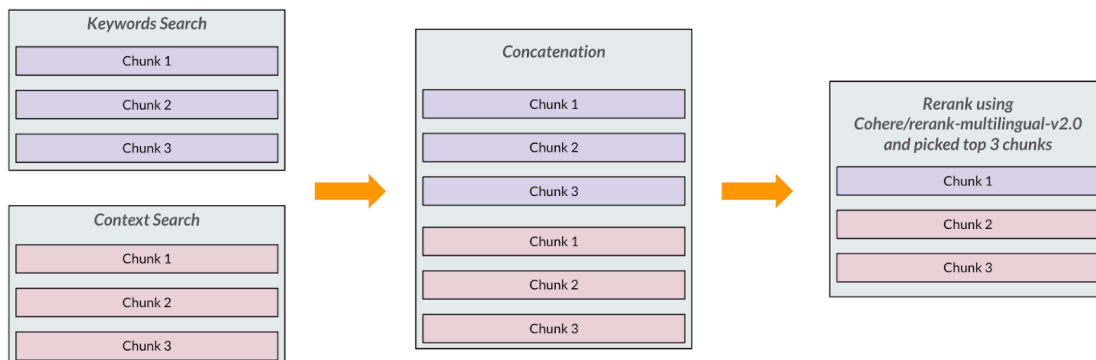 Keywords Search
Chunk 1
Chunk 2
Chunk 3
Context Search
Chunk 1
Chunk 2
Chunk 3
Concatenation
Chunk 1
Chunk 2
Chunk 3
Chunk 1
Chunk 2
Chunk 3
Rerank using
Cohere/rerank-multilingual-v2.0
and picked top 3 chunks
Chunk 1
Chunk 2
Chunk 3